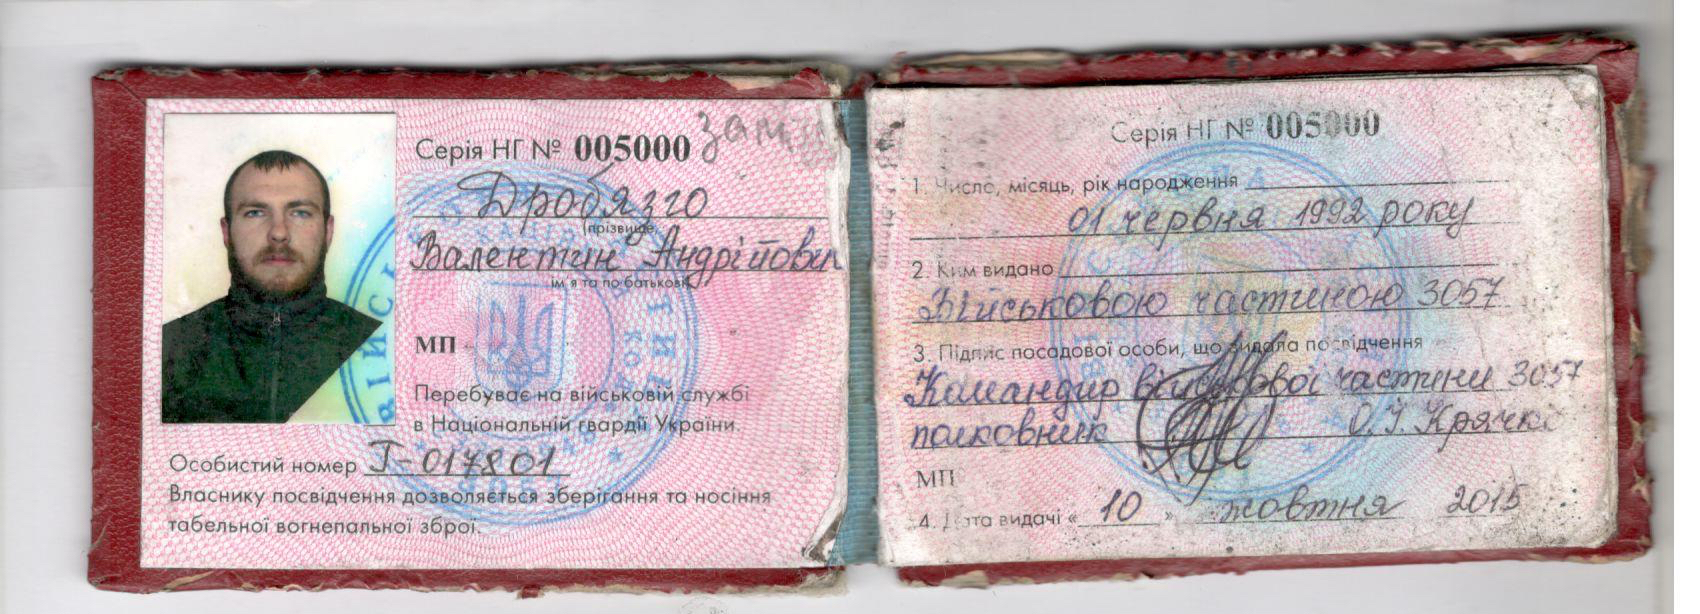 Серія НГ № 005000
Дробязго
(прізвище,
Валентин Андрійович
ім'я та по батькові)
МП
Перебуває на військовій службі
в Національній гвардії України.
Особистий номер Г-017801
Власнику посвідчення дозволяється зберігання та носіння
табельної вогнепальної зброї.
Серія НГ № 005000
1. Число, місяць, рік народження
01 червня 1992 року
2. Ким видано
Військовою частиною 3057
3. Підпис посадової особи, що видала посвідчення
Командир військової частини 3057
полковник О.І. Крячко
МП
4. Дата видачі « 10 » жовтня 2015